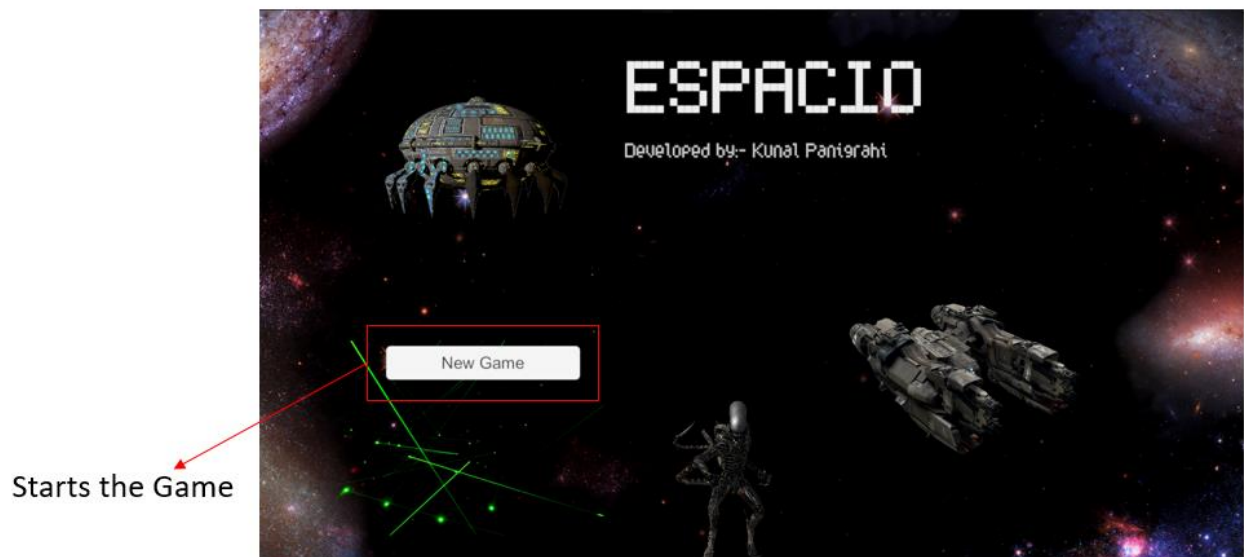 ESPACIO
Developed by:- Kunal Panigrahi
New Game
Starts the Game